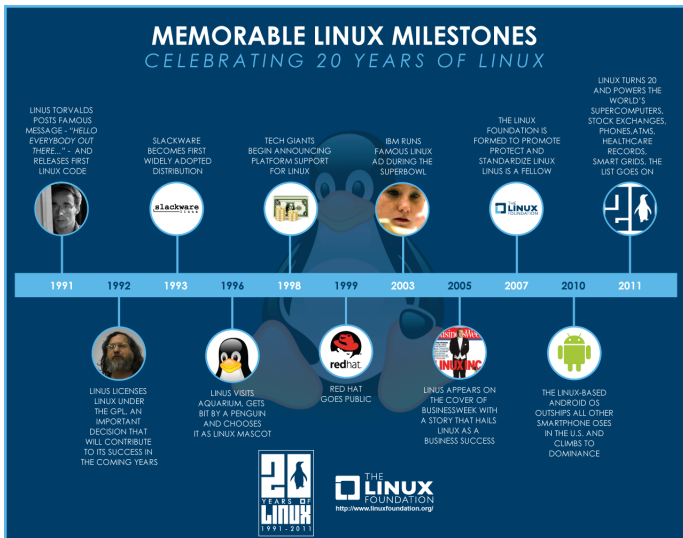 MEMORABLE LINUX MILESTONES
CELEBRATING 20 YEARS OF LINUX
LINUS TORVALDS
POSTS FAMOUS
MESSAGE - "HELLO
EVERYBODY OUT
THERE..." - AND
RELEASES FIRST
LINUX CODE
SLACKWARE
BECOMES FIRST
WIDELY ADOPTED
DISTRIBUTION
slackware
linux
TECH GIANTS
BEGIN ANNOUNCING
PLATFORM SUPPORT
FOR LINUX
IBM RUNS
FAMOUS LINUX
AD DURING THE
SUPERBOWL
THE LINUX
FOUNDATION IS
FORMED TO PROMOTE
PROTECT AND
STANDARDIZE LINUX
LINUS IS A FELLOW
THE
LINUX
FOUNDATION
LINUX TURNS 20
AND POWERS THE
WORLD'S
SUPERCOMPUTERS,
STOCK EXCHANGES,
PHONES,ATMS,
HEALTHCARE
RECORDS,
SMART GRIDS, THE
LIST GOES ON
20
1991 1992 1993 1996 1998 1999 2003 2005 2007 2010 2011
LINUS LICENSES
LINUX UNDER
THE GPL, AN
IMPORTANT
DECISION THAT
WILL CONTRIBUTE
TO ITS SUCCESS IN
THE COMING YEARS
LINUS VISITS
AQUARIUM, GETS
BIT BY A PENGUIN
AND CHOOSES
IT AS LINUX MASCOT
redhat.
RED HAT
GOES PUBLIC
BusinessWeek
LINUX INC
LINUS APPEARS ON
THE COVER OF
BUSINESSWEEK WITH
A STORY THAT HAILS
LINUX AS A
BUSINESS SUCCESS
THE LINUX-BASED
ANDROID OS
OUTSHIPS ALL OTHER
SMARTPHONE OSES
IN THE U.S. AND
CLIMBS TO
DOMINANCE
20
YEARS OF
LINUX
1991-2011
THE
LINUX
FOUNDATION
http://www.linuxfoundation.org/